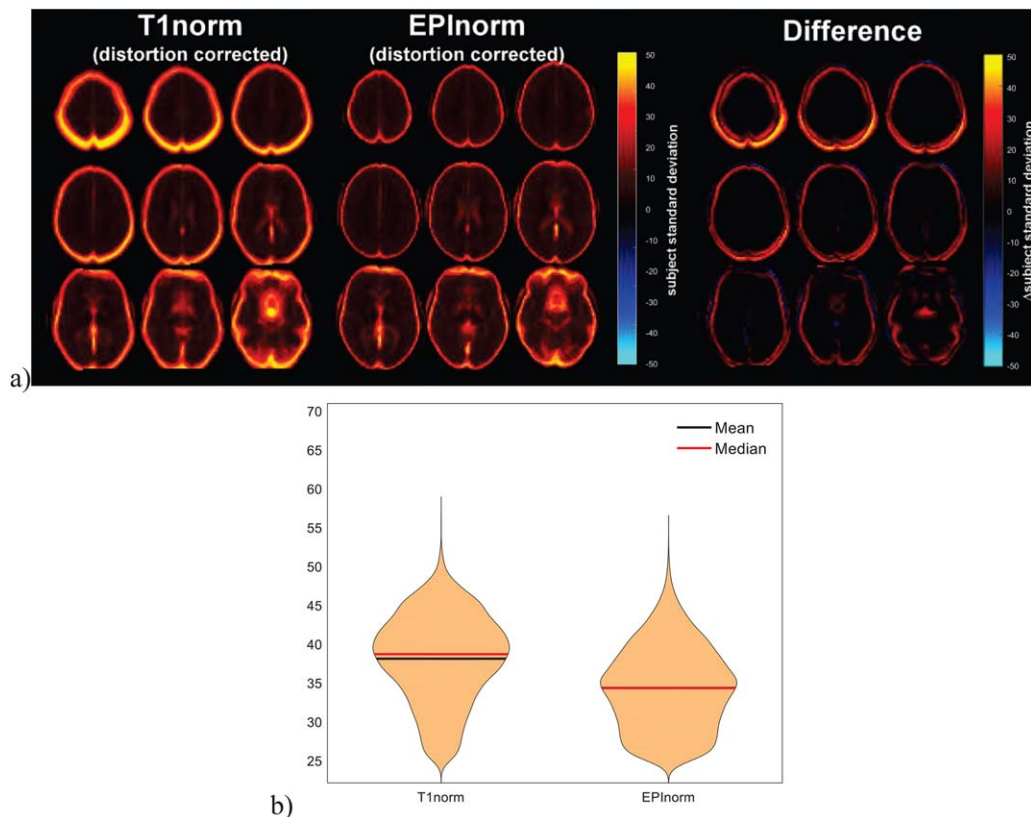 T1norm
(distortion corrected)
EPInorm
(distortion corrected)
Difference
50
40
30
20
10
0
-10
-20
-30
-40
-50
subject standard deviation
50
40
30
20
10
0
-10
-20
-30
-40
-50
Δsubject standard deviation
a)
70
65
60
55
50
45
40
35
30
25
Mean
Median
T1norm
EPInorm
b)